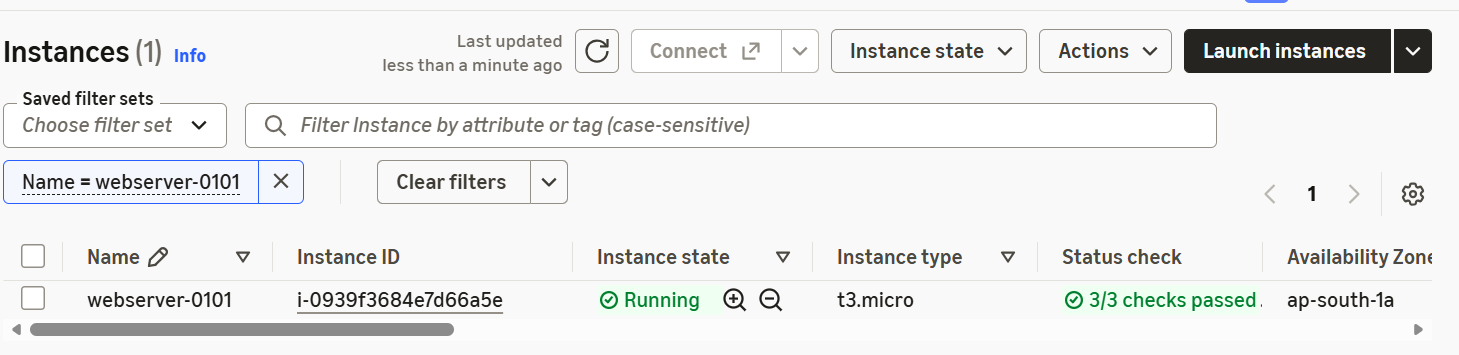 Instances (1) Info
Last updated
less than a minute ago
Connect
Instance state
Actions
Launch instances
Saved filter sets
Choose filter set
Filter Instance by attribute or tag (case-sensitive)
Name = webserver-0101
Clear filters
1
Name Instance ID Instance state Instance type Status check Availability Zone
webserver-0101 i-0939f3684e7d66a5e Running t3.micro 3/3 checks passed ap-south-1a